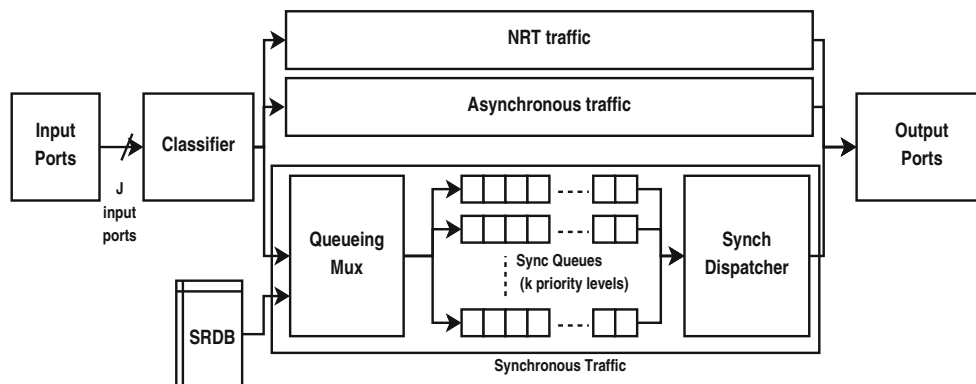 NRT traffic
Asynchronous traffic
Input
Ports
Classifier
Output
Ports
J
input
ports
Queueing
Mux
Sync Queues
(k priority levels)
Synch
Dispatcher
SRDB
Synchronous Traffic